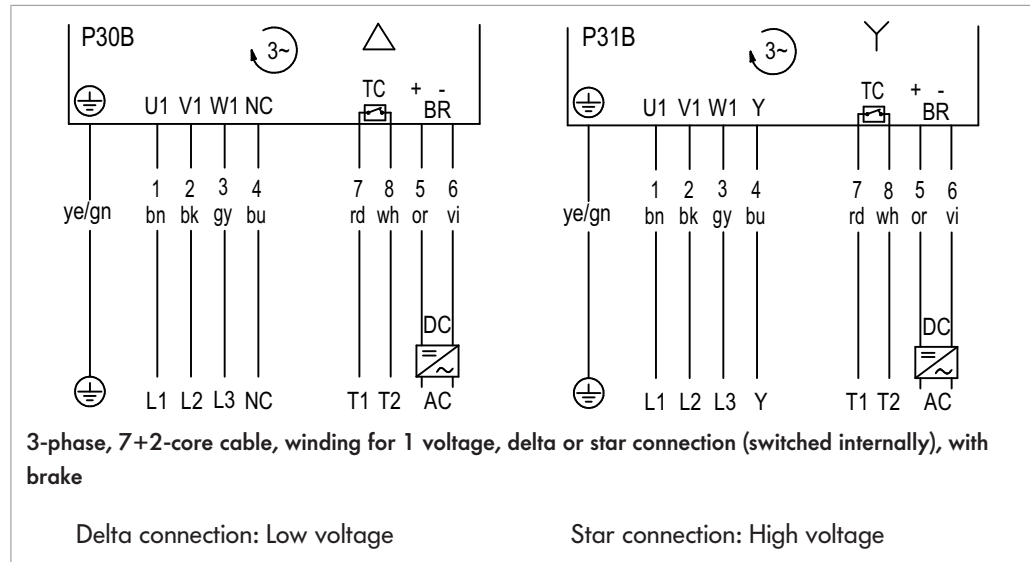 P30B
3~
TC + -
U1 V1 W1 NC BR
1 2 3 4 7 8 5 6
ye/gn bn bk gy bu rd wh or vi
DC
L1 L2 L3 NC T1 T2 AC
P31B
3~
TC + -
U1 V1 W1 Y BR
1 2 3 4 7 8 5 6
ye/gn bn bk gy bu rd wh or vi
DC
L1 L2 L3 Y T1 T2 AC
3-phase, 7+2-core cable, winding for 1 voltage, delta or star connection (switched internally), with
brake
Delta connection: Low voltage
Star connection: High voltage